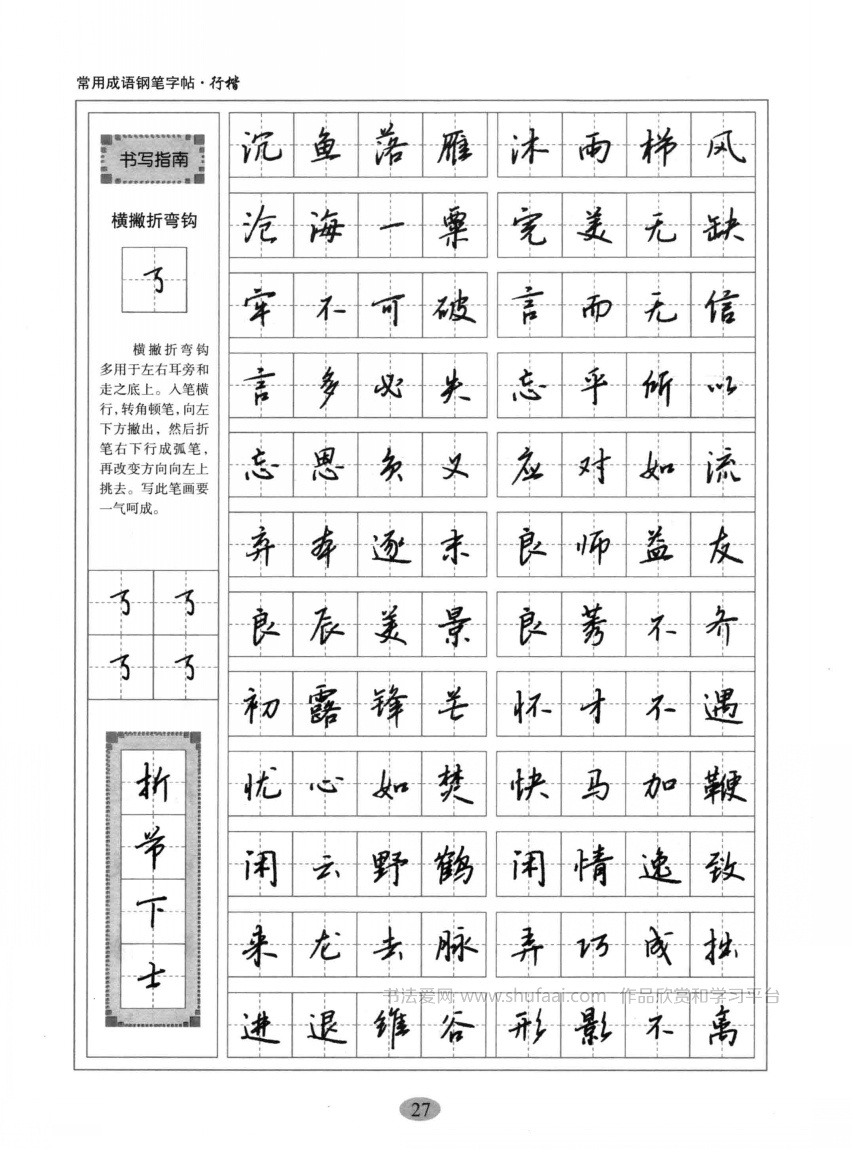 常用成语钢笔字帖·行楷
书写指南
横撇折弯钩
㇌
横撇折弯钩
多用于左右耳旁和
走之底上。入笔横
行,转角顿笔,向左
下方撇出，然后折
笔右下行成弧笔,
再改变方向向左上
挑去。写此笔画要
一气呵成。
㇌ ㇌
㇌ ㇌
折节下士
沉鱼落雁 沐雨栉风
沧海一粟 完美无缺
牢不可破 言而无信
言多必失 忘乎所以
忘恩负义 应对如流
弃本逐末 良师益友
良辰美景 良莠不齐
初露锋芒 怀才不遇
忧心如焚 快马加鞭
闲云野鹤 闲情逸致
来龙去脉 弄巧成拙
书法爱网 www.shufaai.com 作品欣赏和学习平台
进退维谷 形影不离
27